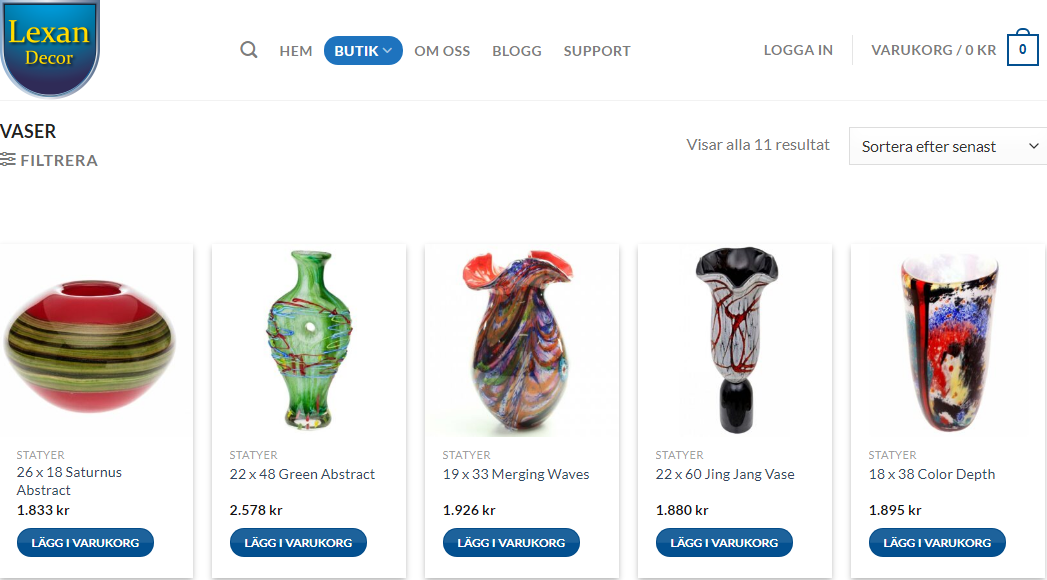 Lexan
Decor
HEM BUTIK OM OSS BLOGG SUPPORT LOGGA IN VARUKORG / 0 KR 0
VASER
FILTRERA
Visar alla 11 resultat Sortera efter senast
STATYER
26 x 18 Saturnus
Abstract
1.833 kr
LÄGG I VARUKORG
STATYER
22 x 48 Green Abstract
2.578 kr
LÄGG I VARUKORG
STATYER
19 x 33 Merging Waves
1.926 kr
LÄGG I VARUKORG
STATYER
22 x 60 Jing Jang Vase
1.880 kr
LÄGG I VARUKORG
STATYER
18 x 38 Color Depth
1.895 kr
LÄGG I VARUKORG